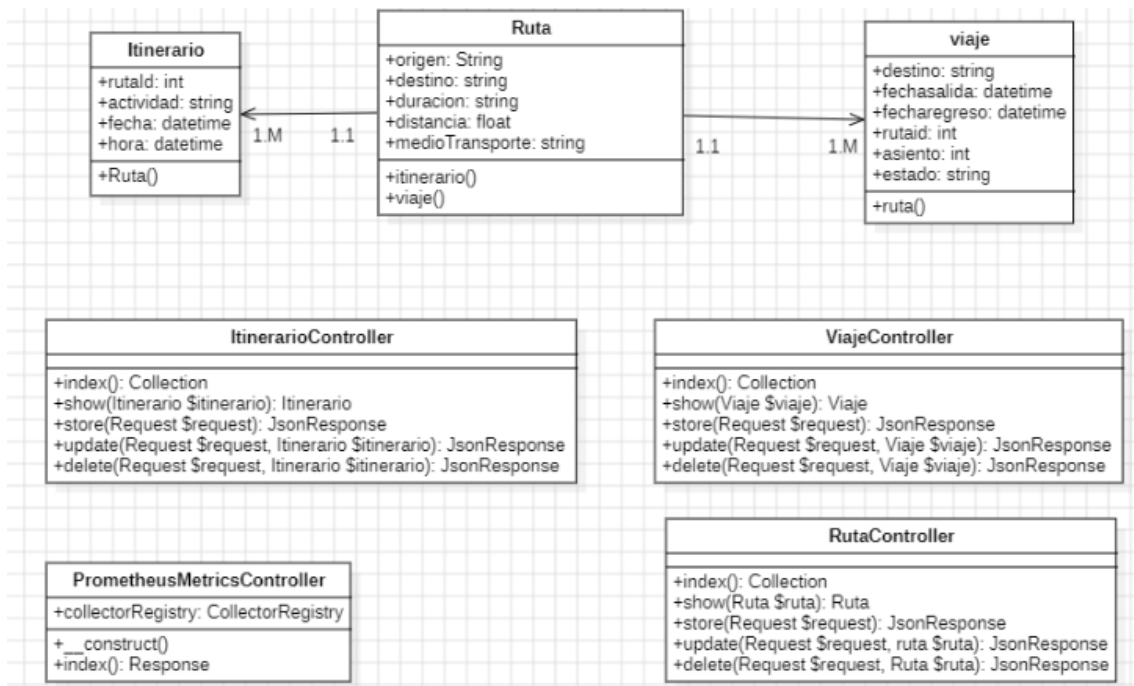 Itinerario
+rutaId: int
+actividad: string
+fecha: datetime
+hora: datetime
+Ruta()
1.M
1.1
Ruta
+origen: String
+destino: string
+duracion: string
+distancia: float
+medioTransporte: string
+itinerario()
+viaje()
1.1
1.M
viaje
+destino: string
+fechasalida: datetime
+fecharegreso: datetime
+rutaid: int
+asiento: int
+estado: string
+ruta()
ItinerarioController
+index(): Collection
+show(Itinerario $itinerario): Itinerario
+store(Request $request): JsonResponse
+update(Request $request, Itinerario $itinerario): JsonResponse
+delete(Request $request, Itinerario $itinerario): JsonResponse
ViajeController
+index(): Collection
+show(Viaje $viaje): Viaje
+store(Request $request): JsonResponse
+update(Request $request, Viaje $viaje): JsonResponse
+delete(Request $request, Viaje $viaje): JsonResponse
PrometheusMetricsController
+collectorRegistry: CollectorRegistry
+__construct()
+index(): Response
RutaController
+index(): Collection
+show(Ruta $ruta): Ruta
+store(Request $request): JsonResponse
+update(Request $request, ruta $ruta): JsonResponse
+delete(Request $request, Ruta $ruta): JsonResponse